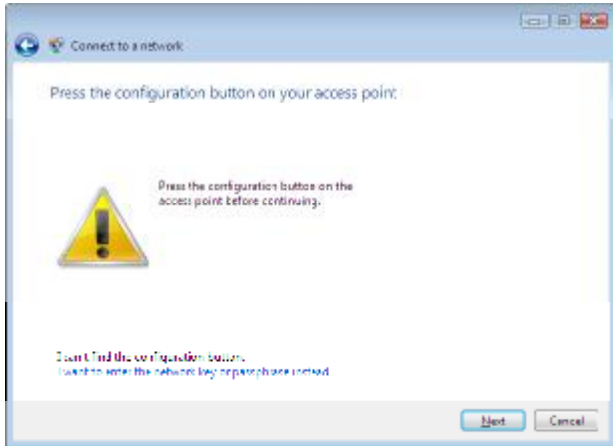 Connect to a network
Press the configuration button on your access point
Press the configuration button on the
access point before continuing.
I can't find the configuration button.
I want to enter the network key or passphrase instead
Next
Cancel